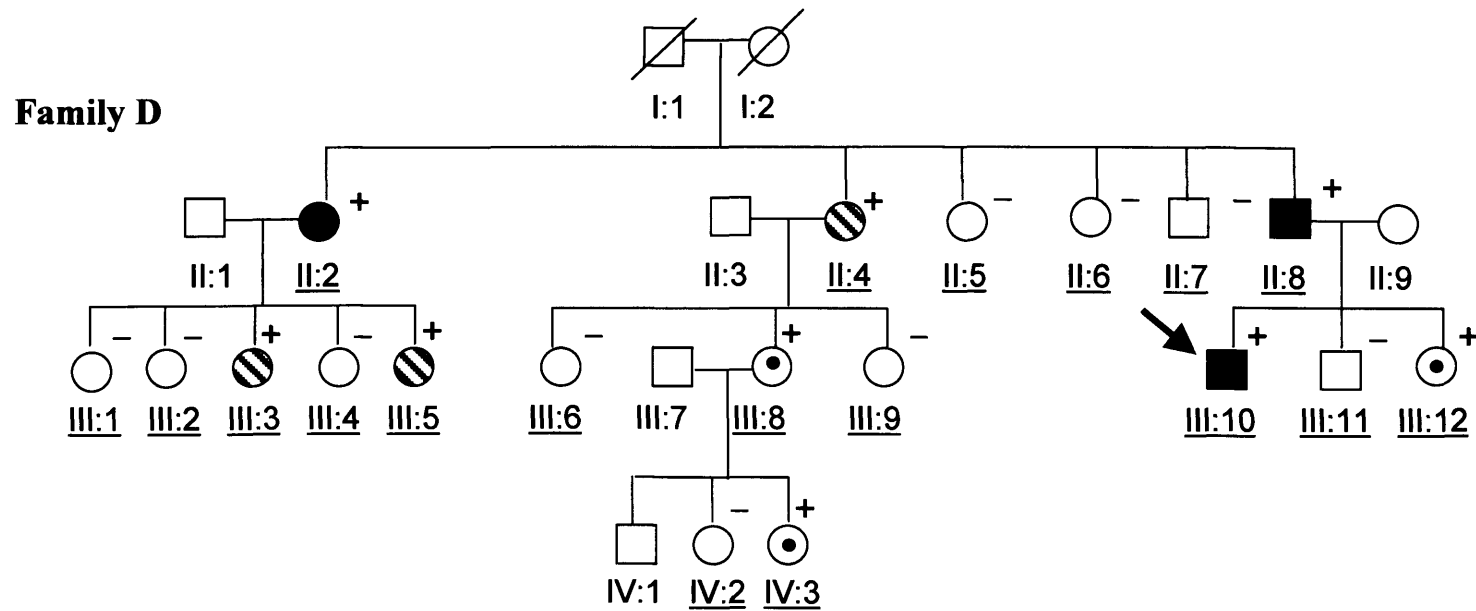 I:1 I:2
Family D
+ + − − − +
II:1 II:2 II:3 II:4 II:5 II:6 II:7 II:8 II:9
− − + − + − + − + − +
III:1 III:2 III:3 III:4 III:5 III:6 III:7 III:8 III:9 III:10 III:11 III:12
− +
IV:1 IV:2 IV:3